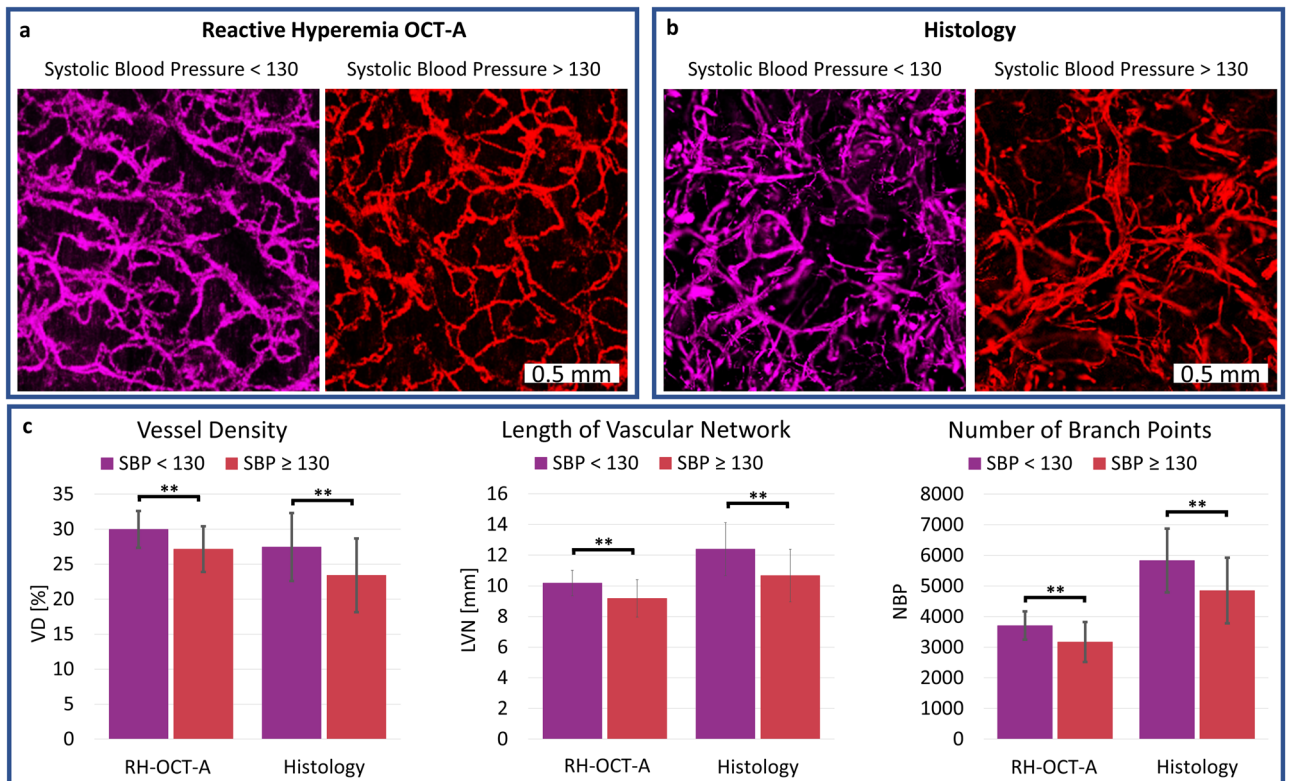 a
Reactive Hyperemia OCT-A
Systolic Blood Pressure < 130
Systolic Blood Pressure > 130
0.5 mm
b
Histology
Systolic Blood Pressure < 130
Systolic Blood Pressure > 130
0.5 mm
c
Vessel Density
SBP < 130
SBP ≥ 130
35
30
25
20
15
10
5
0
VD [%]
**
**
RH-OCT-A
Histology
Length of Vascular Network
SBP < 130
SBP ≥ 130
16
14
12
10
8
6
4
2
0
LVN [mm]
**
**
RH-OCT-A
Histology
Number of Branch Points
SBP < 130
SBP ≥ 130
8000
7000
6000
5000
4000
3000
2000
1000
0
NBP
**
**
RH-OCT-A
Histology